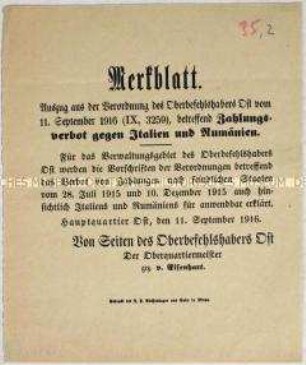 35,2
Merkblatt.
Auszug aus der Verordnung des Oberbefehlshabers Ost vom
11. September 1916 (IX, 3259), betreffend Zahlungs-
verbot gegen Italien und Rumänien.
Für das Verwaltungsgebiet des Oberbefehlshabers
Ost werden die Vorschriften der Verordnungen betreffend
das Verbot von Zahlungen nach feindlichen Staaten
vom 28. Juli 1915 und 10. Dezember 1915 auch hin-
sichtlich Italiens und Rumäniens für anwendbar erklärt.
Hauptquartier Ost, den 11. September 1916.
Von Seiten des Oberbefehlshabers Ost
Der Oberquartiermeister
gez. v. Eisenhart.